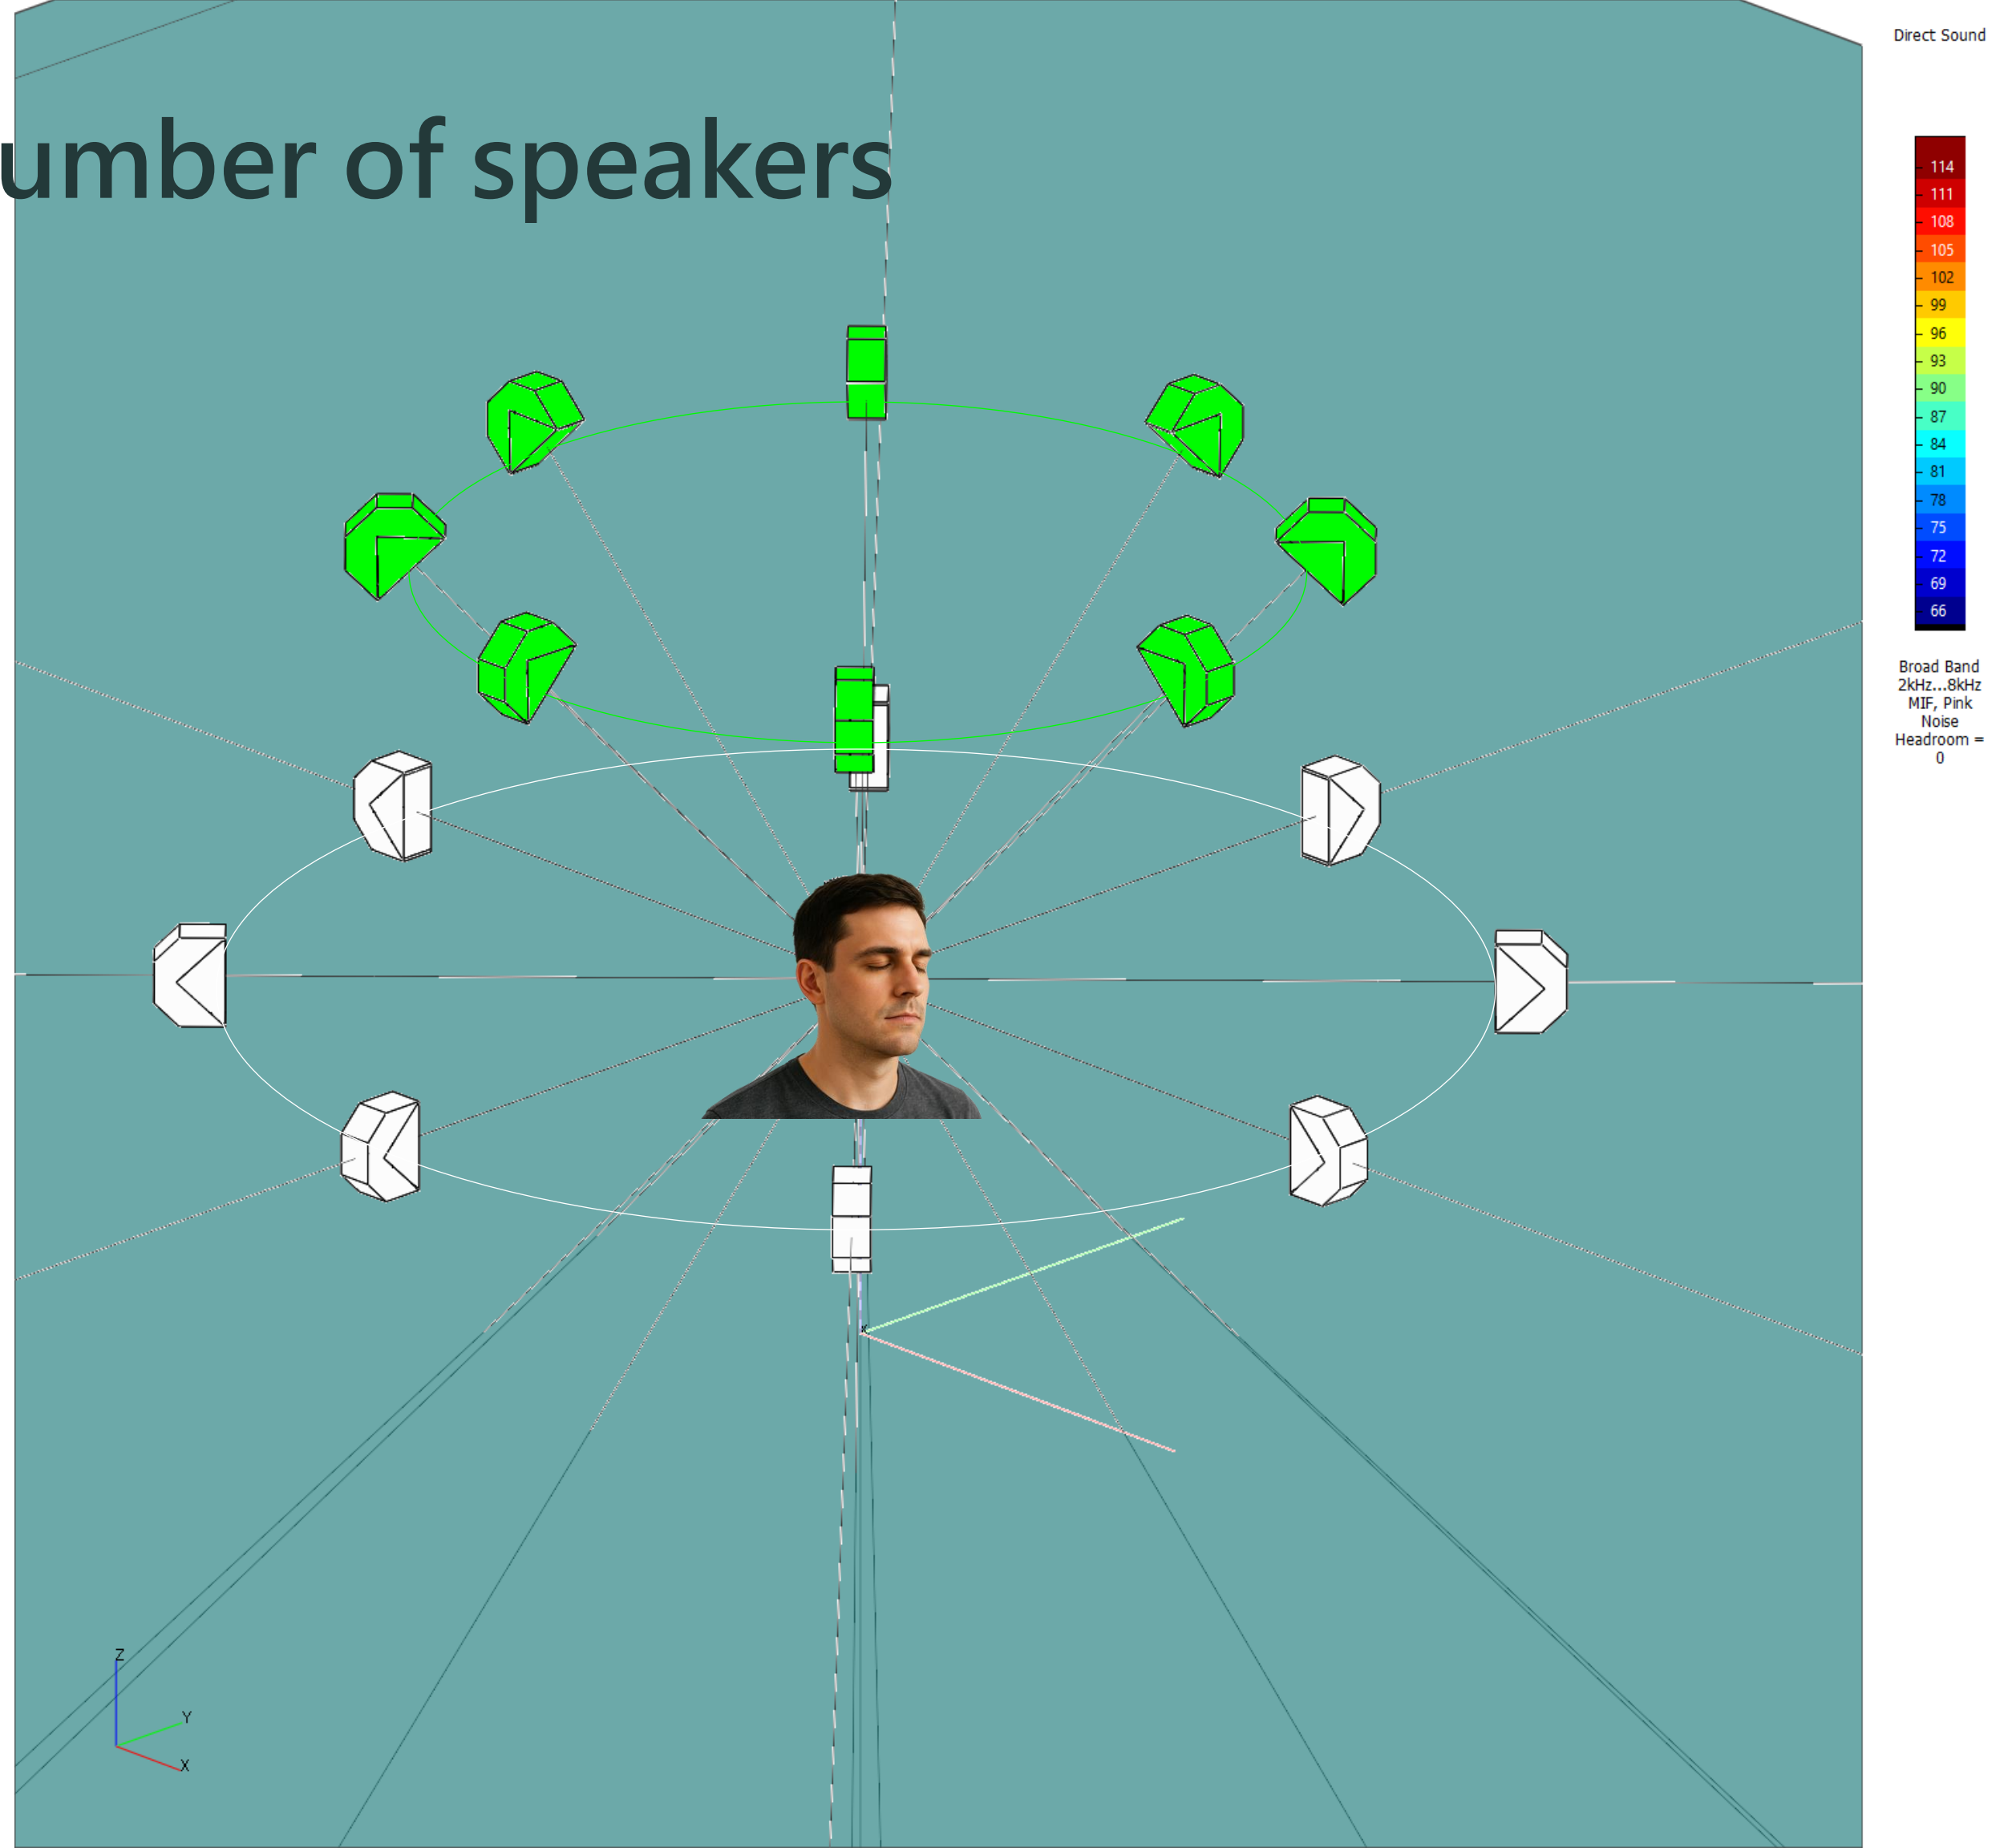 Direct Sound
umber of speakers
114
111
108
105
102
99
96
93
90
87
84
81
78
75
72
69
66
Broad Band
2kHz...8kHz
MIF, Pink
Noise
Headroom =
0
Z
Y
X